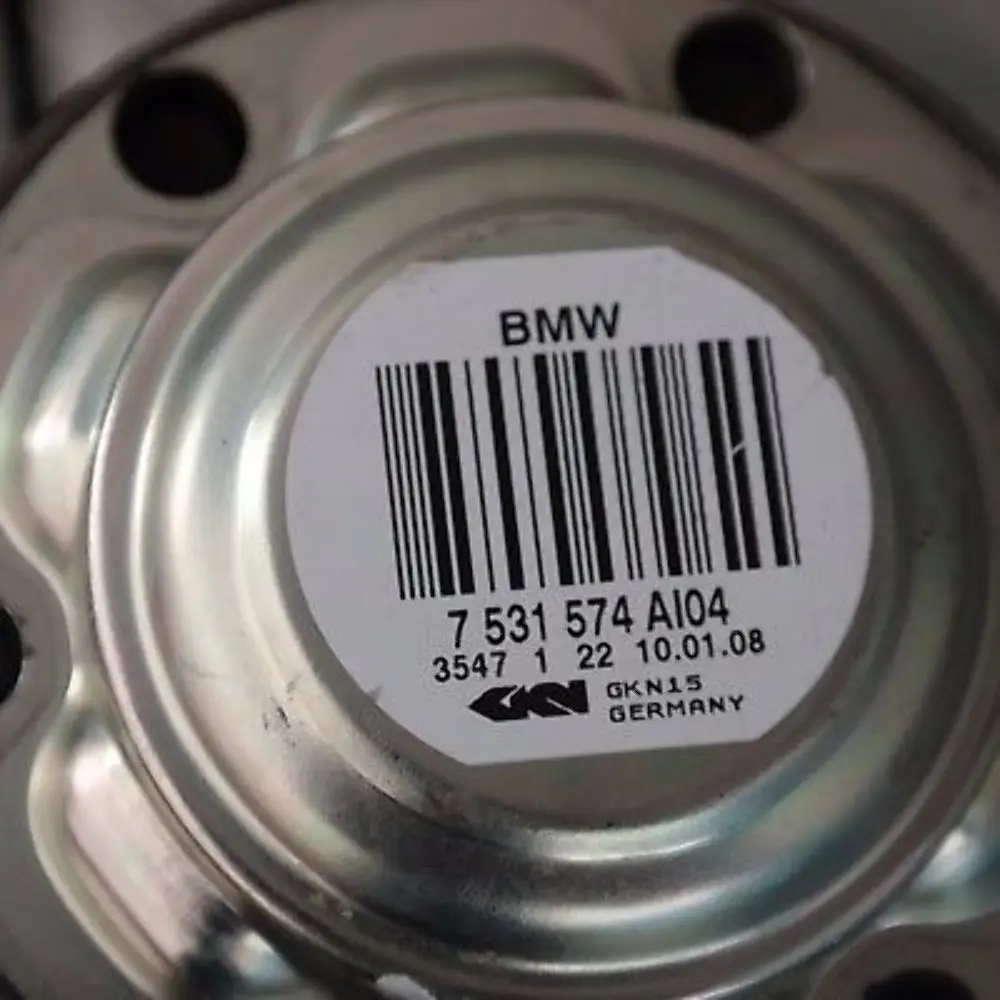 BMW
7 531 574 AI04
3547 1 22 10.01.08
GKN GKN15
GERMANY